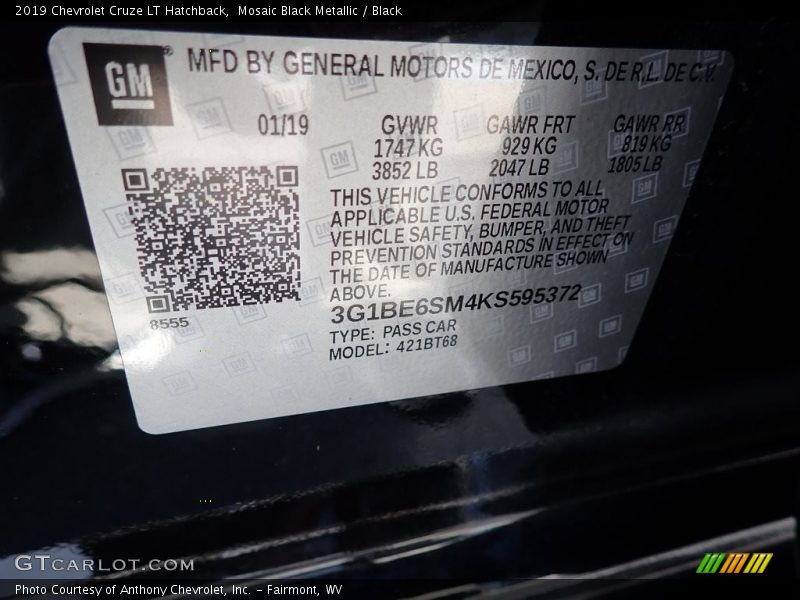 2019 Chevrolet Cruze LT Hatchback,  Mosaic Black Metallic / Black
GM ® MFD BY GENERAL MOTORS DE MEXICO, S. DE R.L. DE C.V.
01/19 GVWR GAWR FRT GAWR RR
1747 KG 929 KG 819 KG
3852 LB 2047 LB 1805 LB
THIS VEHICLE CONFORMS TO ALL
APPLICABLE U.S. FEDERAL MOTOR
VEHICLE SAFETY, BUMPER, AND THEFT
PREVENTION STANDARDS IN EFFECT ON
THE DATE OF MANUFACTURE SHOWN
ABOVE.
3G1BE6SM4KS595372
8555
TYPE: PASS CAR
MODEL: 421BT68
GTCARLOT.COM
Photo Courtesy of Anthony Chevrolet, Inc. – Fairmont, WV